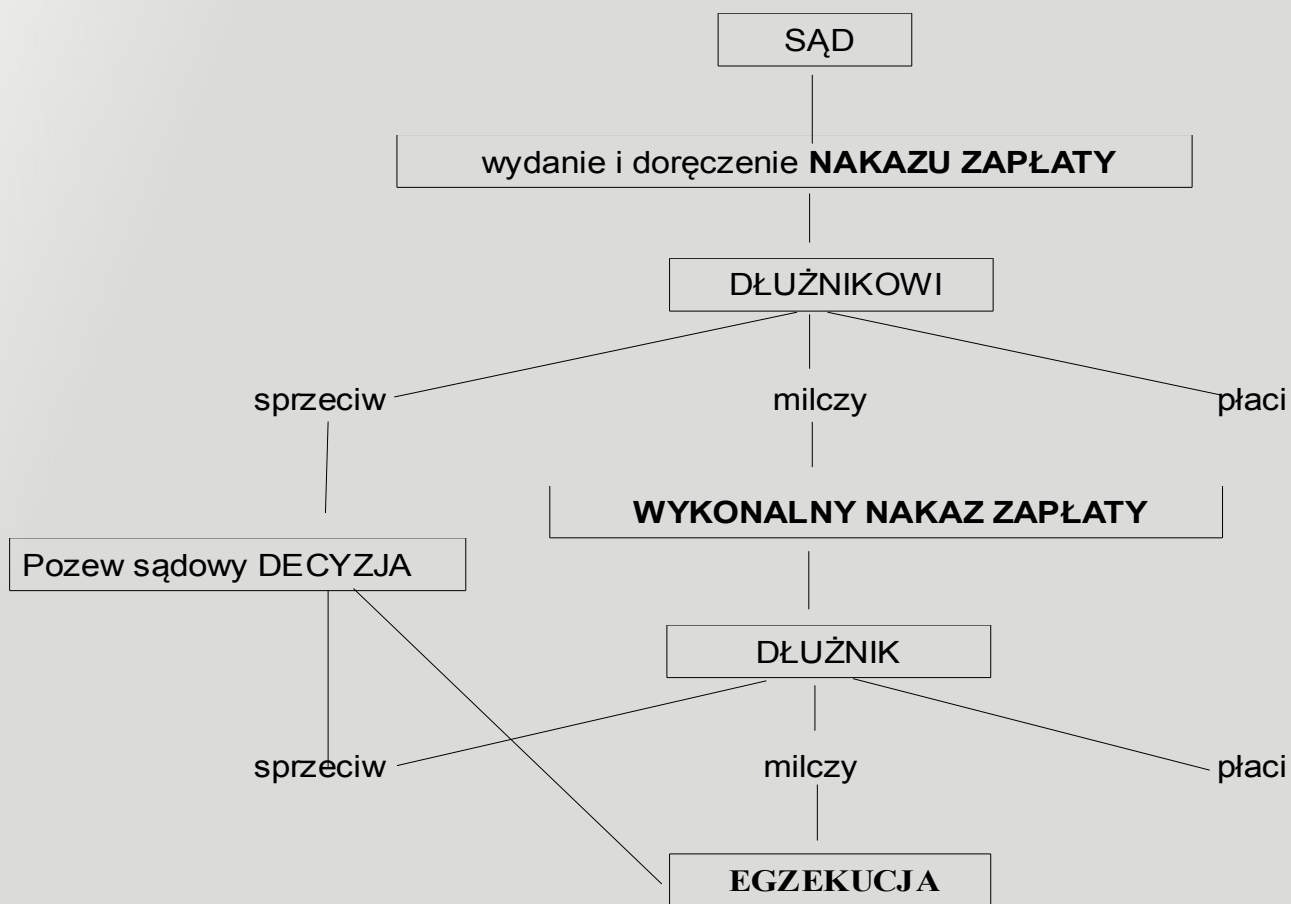 SĄD
wydanie i doręczenie NAKAZU ZAPŁATY
DŁUŻNIKOWI
sprzeciw milczy płaci
WYKONALNY NAKAZ ZAPŁATY
Pozew sądowy DECYZJA
DŁUŻNIK
sprzeciw milczy płaci
EGZEKUCJA